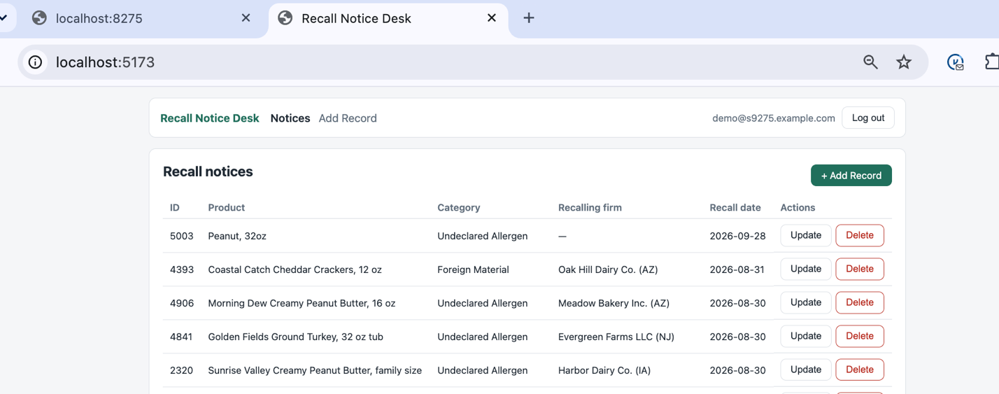 localhost:8275 Recall Notice Desk
localhost:5173
Recall Notice Desk Notices Add Record demo@s9275.example.com Log out
Recall notices
+ Add Record
ID Product Category Recalling firm Recall date Actions
5003 Peanut, 32oz Undeclared Allergen — 2026-09-28 Update Delete
4393 Coastal Catch Cheddar Crackers, 12 oz Foreign Material Oak Hill Dairy Co. (AZ) 2026-08-31 Update Delete
4906 Morning Dew Creamy Peanut Butter, 16 oz Undeclared Allergen Meadow Bakery Inc. (AZ) 2026-08-30 Update Delete
4841 Golden Fields Ground Turkey, 32 oz tub Undeclared Allergen Evergreen Farms LLC (NJ) 2026-08-30 Update Delete
2320 Sunrise Valley Creamy Peanut Butter, family size Undeclared Allergen Harbor Dairy Co. (IA) 2026-08-30 Update Delete